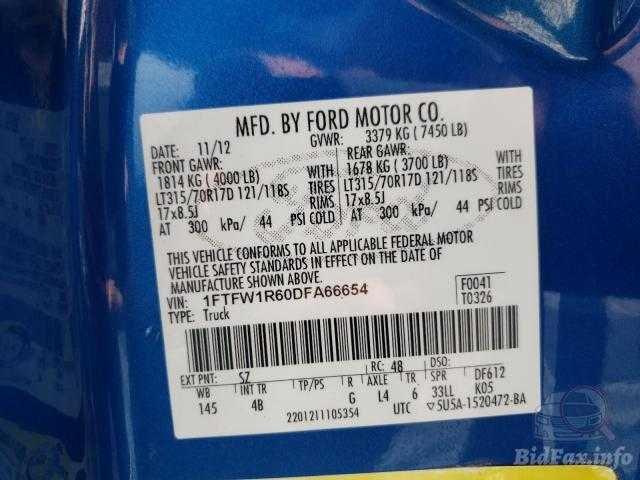 MFD. BY FORD MOTOR CO.
DATE: 11/12 GVWR: 3379 KG ( 7450 LB)
FRONT GAWR: REAR GAWR:
1814 KG ( 4000 LB) WITH 1678 KG ( 3700 LB) WITH
LT315/70R17D 121/118S TIRES LT315/70R17D 121/118S TIRES
17x8.5J RIMS 17x8.5J RIMS
AT 300 kPa/ 44 PSI COLD AT 300 kPa/ 44 PSI COLD
THIS VEHICLE CONFORMS TO ALL APPLICABLE FEDERAL MOTOR
VEHICLE SAFETY STANDARDS IN EFFECT ON THE DATE OF
MANUFACTURE SHOWN ABOVE.
VIN: 1FTFW1R60DFA66654 F0041
TYPE: Truck T0326
EXT PNT: SZ RC: 48 DSO:
WB INT TR TP/PS R AXLE TR SPR DF612
145 4B G L4 6 33LL K05
2201211105354 UTC ▽5U5A-1520472-BA
BidFax.info